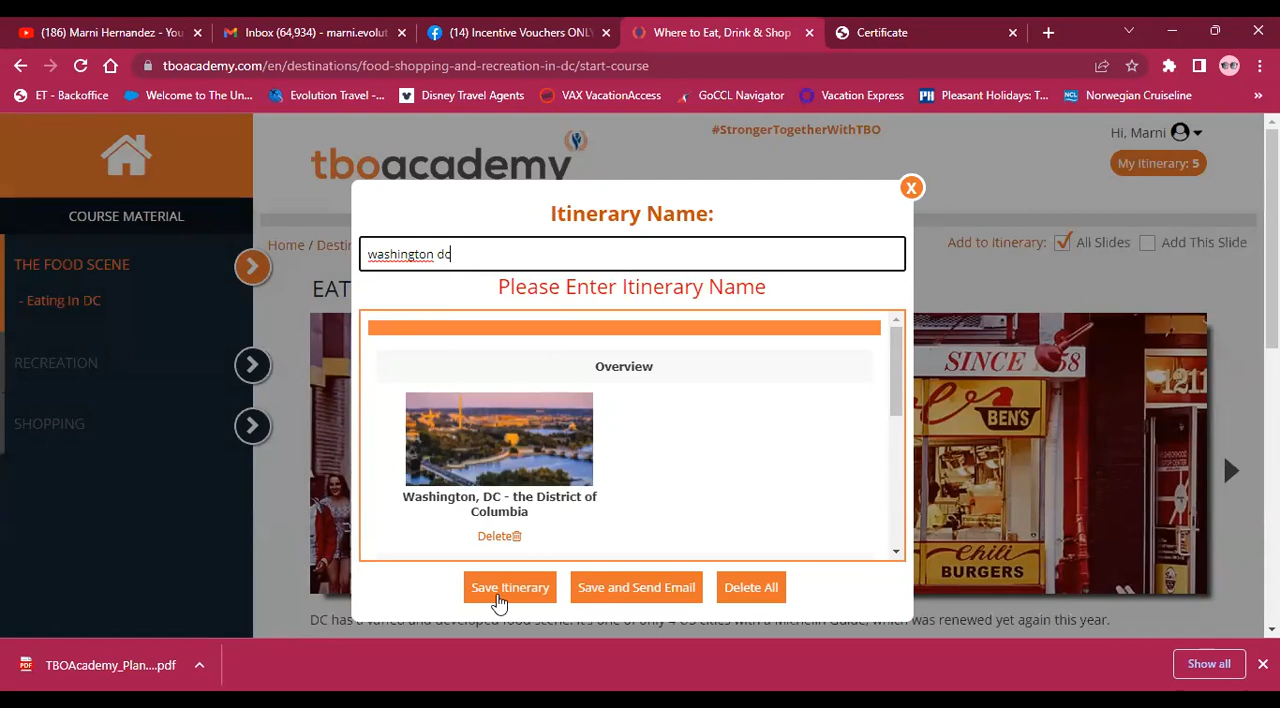 (186) Marni Hernandez - You
Inbox (64,934) - marni.evolut
(14) Incentive Vouchers ONLY
Where to Eat, Drink & Shop
Certificate
tboacademy.com/en/destinations/food-shopping-and-recreation-in-dc/start-course
ET - Backoffice
Welcome to The Un...
Evolution Travel -...
Disney Travel Agents
VAX VacationAccess
GoCCL Navigator
Vacation Express
Pleasant Holidays: T...
Norwegian Cruiseline
»
#StrongerTogetherWithTBO
Hi, Marni
tboacademy
My Itinerary: 5
COURSE MATERIAL
Home / Desti
Add to Itinerary: All Slides Add This Slide
THE FOOD SCENE
- Eating In DC
EAT
RECREATION
SHOPPING
X
Itinerary Name:
washington dc
Please Enter Itinerary Name
Overview
Washington, DC - the District of
Columbia
Delete
Save Itinerary
Save and Send Email
Delete All
SINCE 1958
1211
BEN'S
Chili
BURGERS
DC has a varied and developed food scene. It's one of only 4 US cities with a Michelin Guide, which was renewed yet again this year.
TBOAcademy_Plan....pdf
Show all